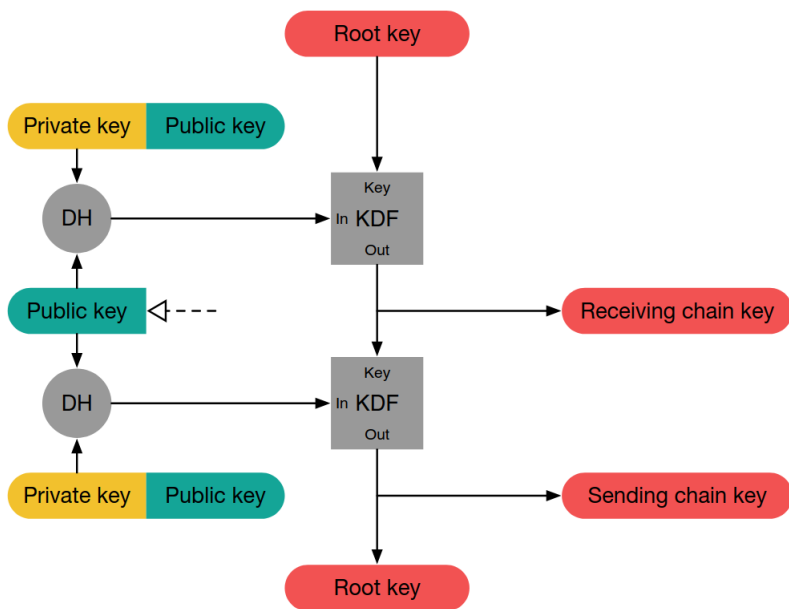 Root key
Private key Public key
Key
DH
In KDF
Out
Public key
Receiving chain key
Key
DH
In KDF
Out
Private key Public key
Sending chain key
Root key